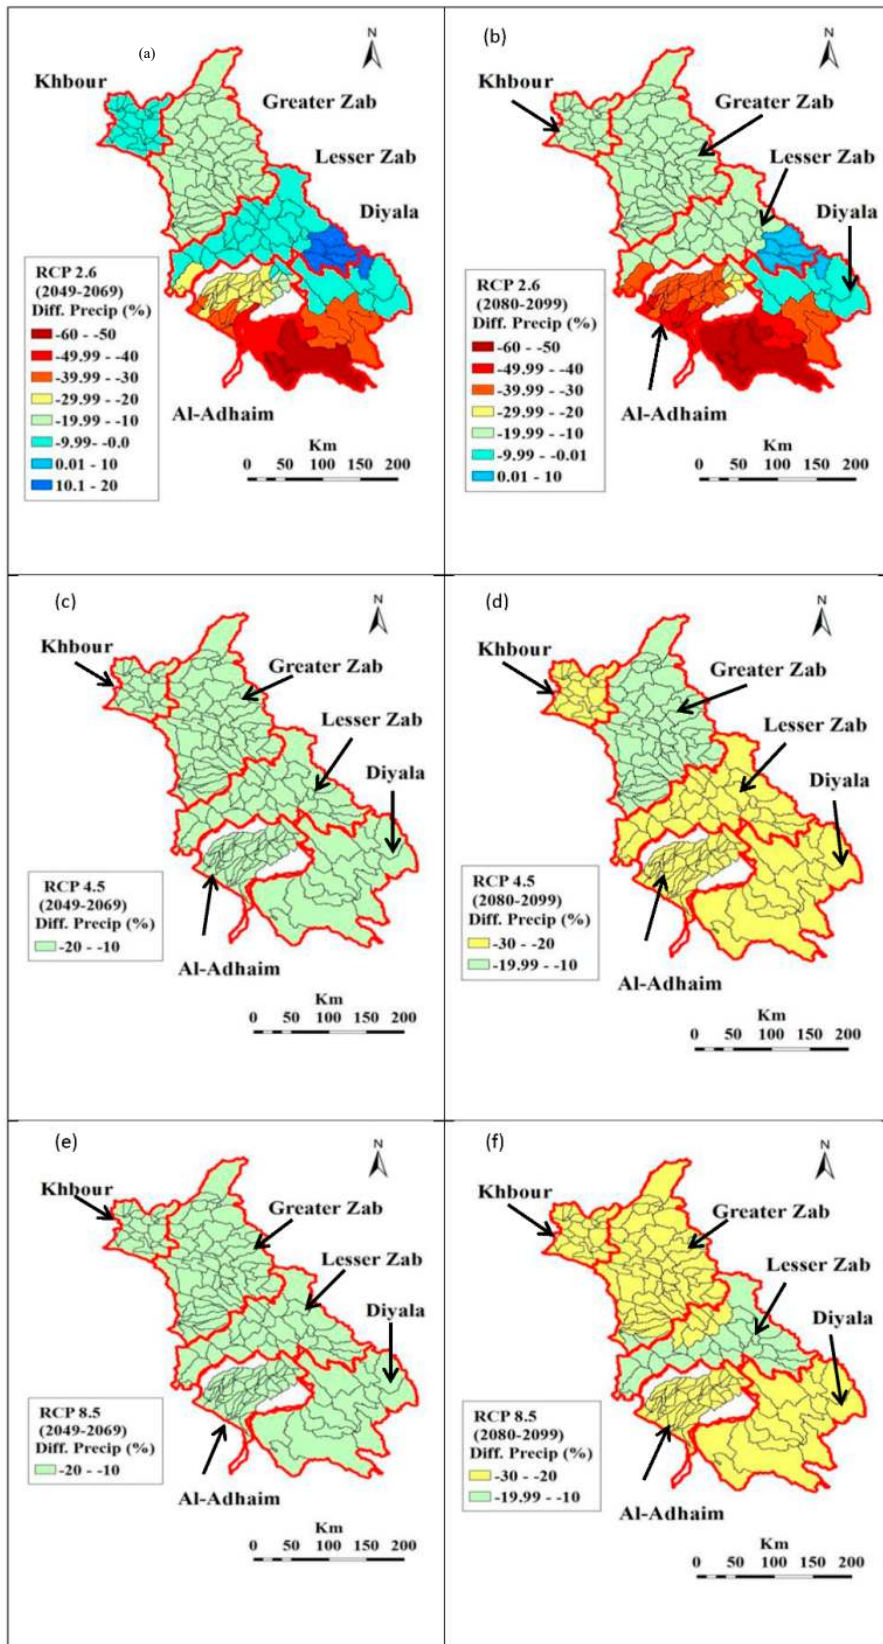 (a)
N
Khbour
Greater Zab
Lesser Zab
Diyala
RCP 2.6
(2049-2069)
Diff. Precip (%)
-60 - -50
-49.99 - -40
-39.99 - -30
-29.99 - -20
-19.99 - -10
-9.99- -0.0
0.01 - 10
10.1 - 20
Al-Adhaim
Km
0 50 100 150 200
(b)
N
Khbour
Greater Zab
Lesser Zab
Diyala
RCP 2.6
(2080-2099)
Diff. Precip (%)
-60 - -50
-49.99 - -40
-39.99 - -30
-29.99 - -20
-19.99 - -10
-9.99 - -0.01
0.01 - 10
Al-Adhaim
Km
0 50 100 150 200
(c)
N
Khbour
Greater Zab
Lesser Zab
Diyala
RCP 4.5
(2049-2069)
Diff. Precip (%)
-20 - -10
Al-Adhaim
Km
0 50 100 150 200
(d)
N
Khbour
Greater Zab
Lesser Zab
Diyala
RCP 4.5
(2080-2099)
Diff. Precip (%)
-30 - -20
-19.99 - -10
Al-Adhaim
Km
0 50 100 150 200
(e)
N
Khbour
Greater Zab
Lesser Zab
Diyala
RCP 8.5
(2049-2069)
Diff. Precip (%)
-20 - -10
Al-Adhaim
Km
0 50 100 150 200
(f)
N
Khbour
Greater Zab
Lesser Zab
Diyala
RCP 8.5
(2080-2099)
Diff. Precip (%)
-30 - -20
-19.99 - -10
Al-Adhaim
Km
0 50 100 150 200